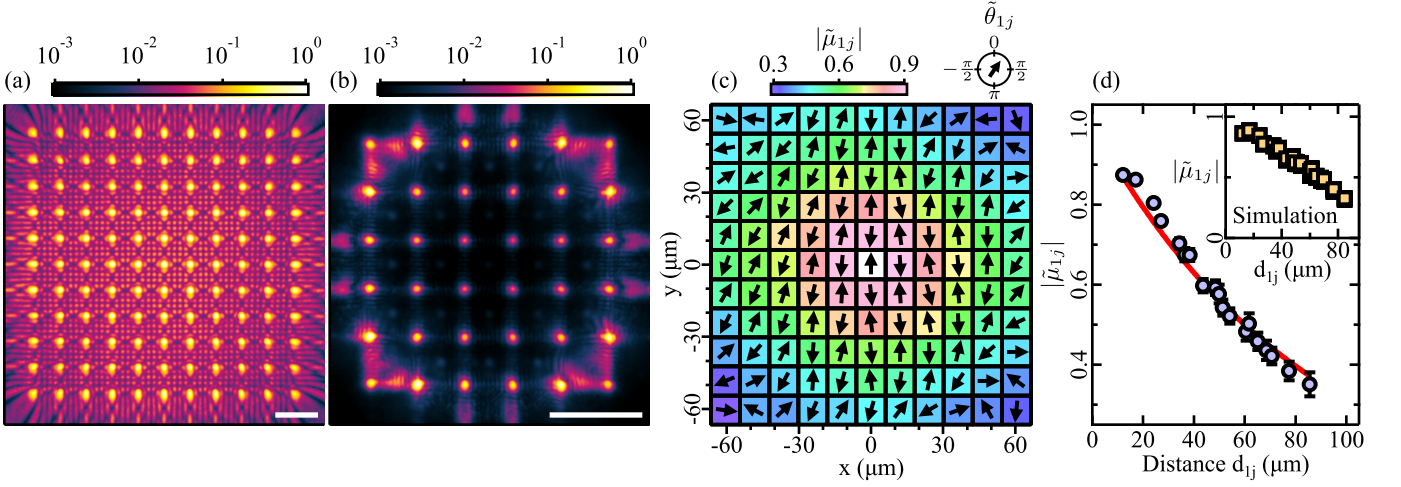 (a)
10⁻³ 10⁻² 10⁻¹ 10⁰
(b)
10⁻³ 10⁻² 10⁻¹ 10⁰
(c)
|μ̃₁ⱼ|
0.3 0.6 0.9
θ̃₁ⱼ
0
−π/2 π/2
π
y (μm)
60
30
0
-30
-60
-60 -30 0 30 60
x (μm)
(d)
|μ̃₁ⱼ|
1.0
0.8
0.6
0.4
0 20 40 60 80 100
Distance d₁ⱼ (μm)
1
|μ̃₁ⱼ|
Simulation
0
0 40 80
d₁ⱼ (μm)